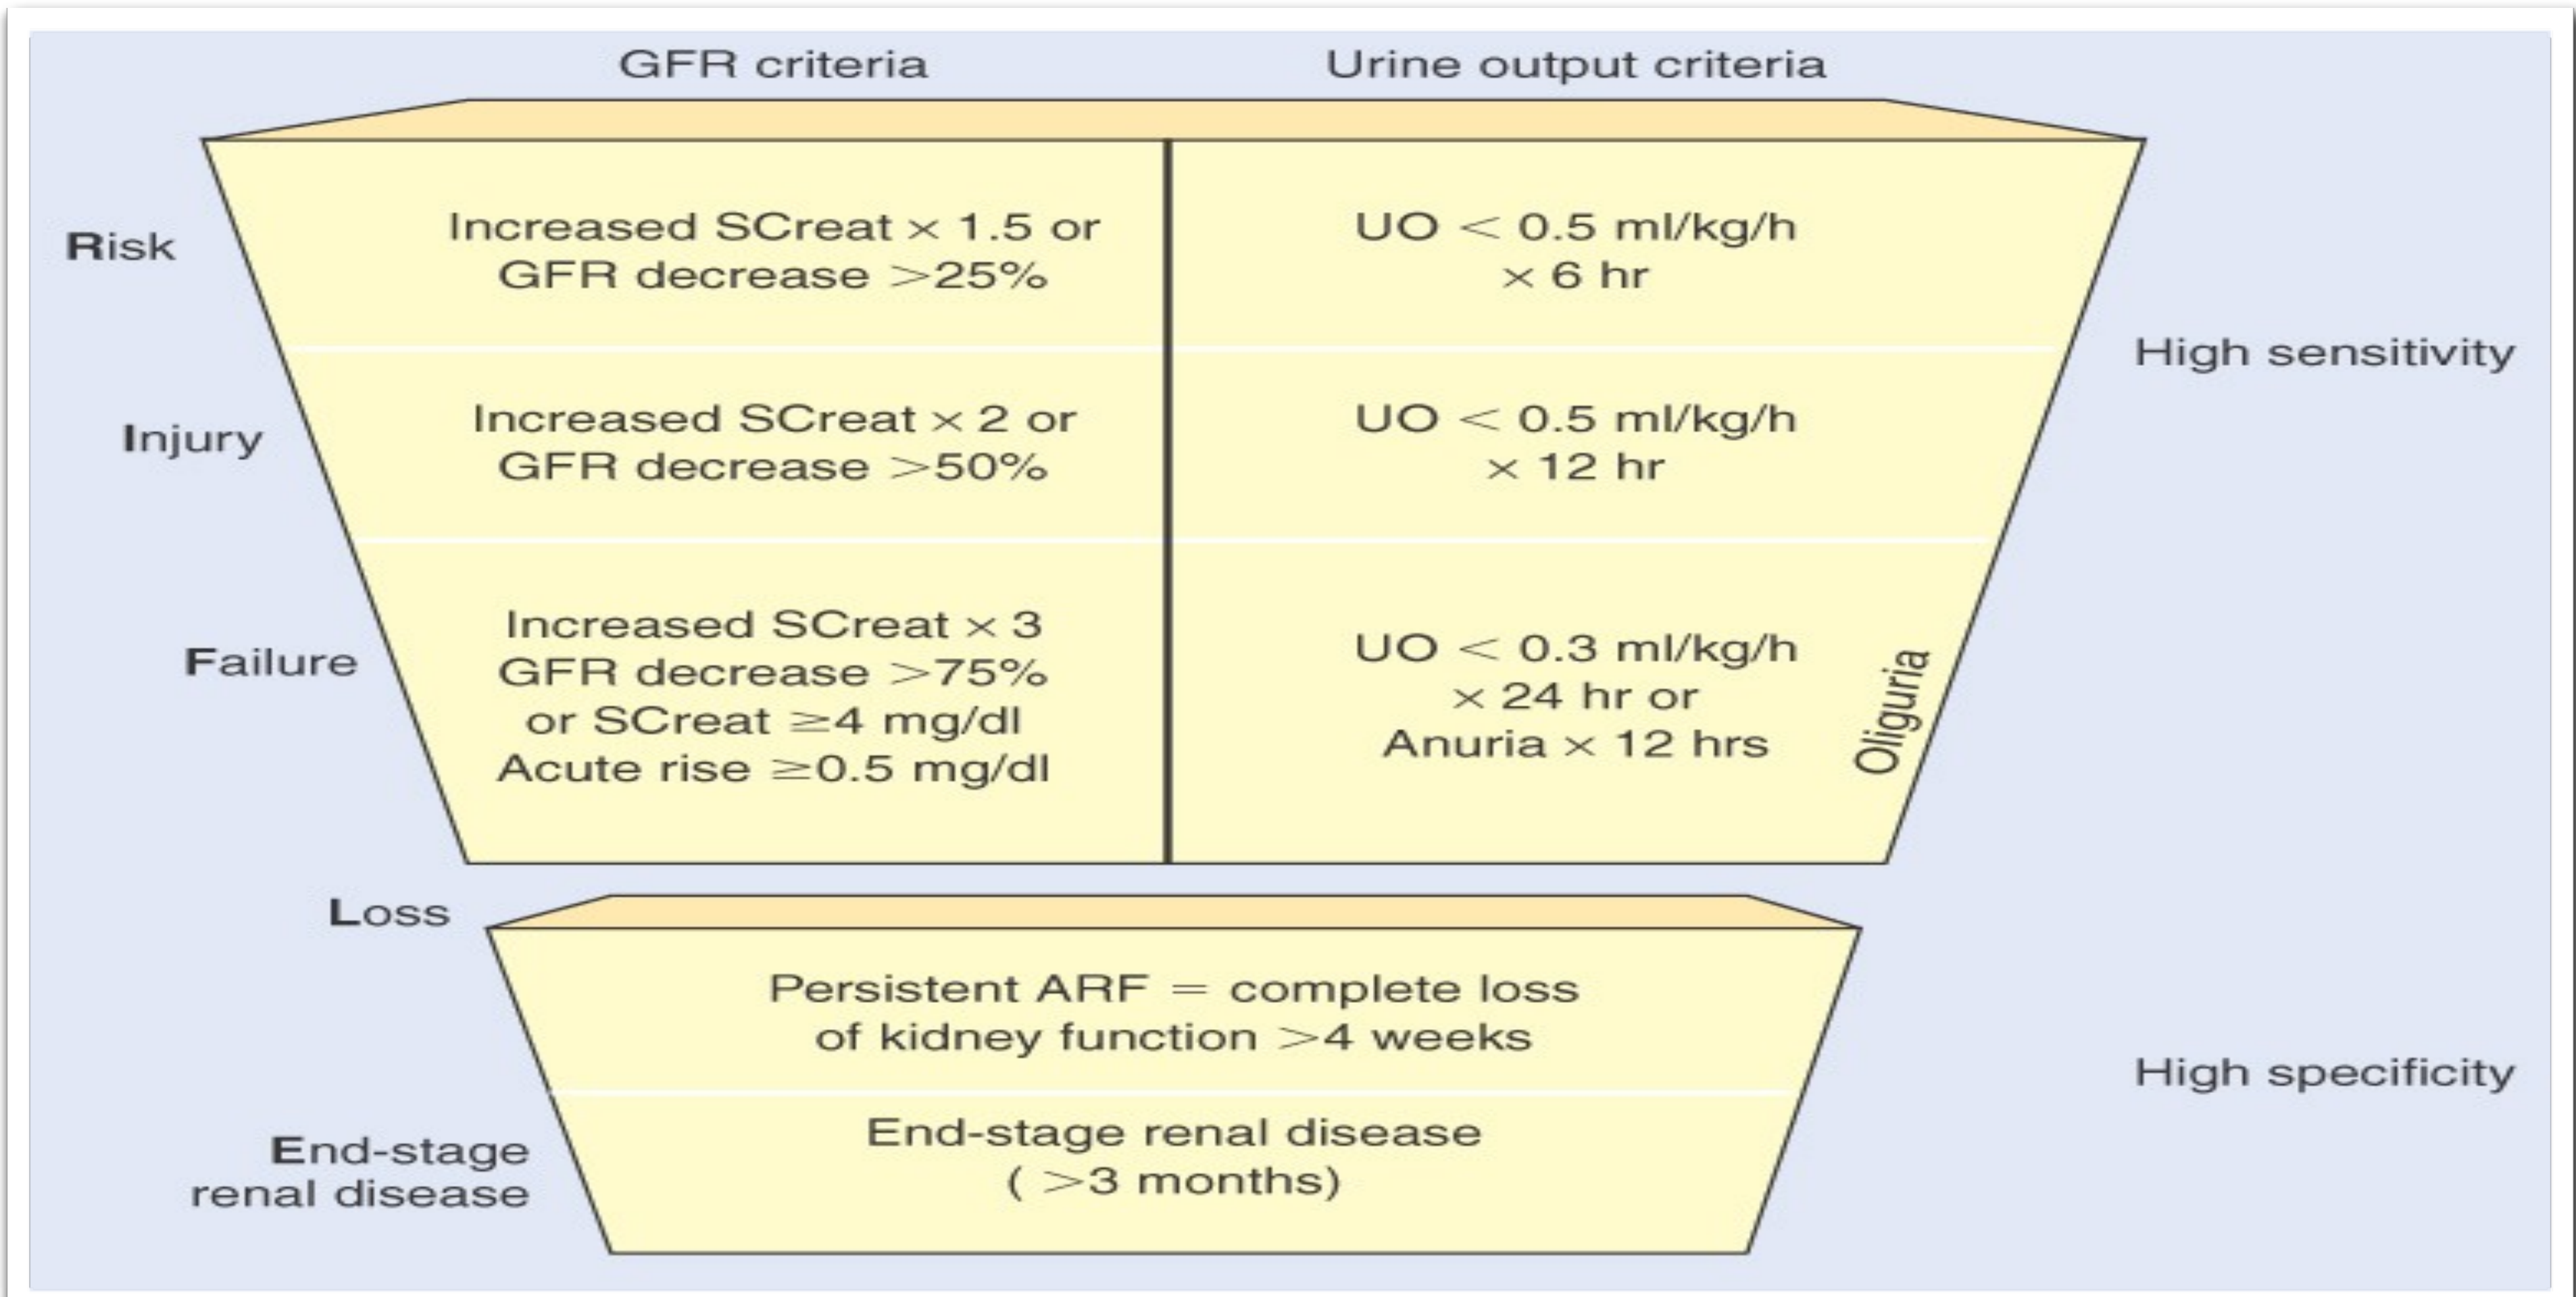 GFR criteria
Urine output criteria
Risk
Increased SCreat × 1.5 or
GFR decrease >25%
UO < 0.5 ml/kg/h
× 6 hr
High sensitivity
Injury
Increased SCreat × 2 or
GFR decrease >50%
UO < 0.5 ml/kg/h
× 12 hr
Failure
Increased SCreat × 3
GFR decrease >75%
or SCreat ≥4 mg/dl
Acute rise ≥0.5 mg/dl
UO < 0.3 ml/kg/h
× 24 hr or
Anuria × 12 hrs
Oliguria
Loss
Persistent ARF = complete loss
of kidney function >4 weeks
High specificity
End-stage
renal disease
End-stage renal disease
( >3 months)